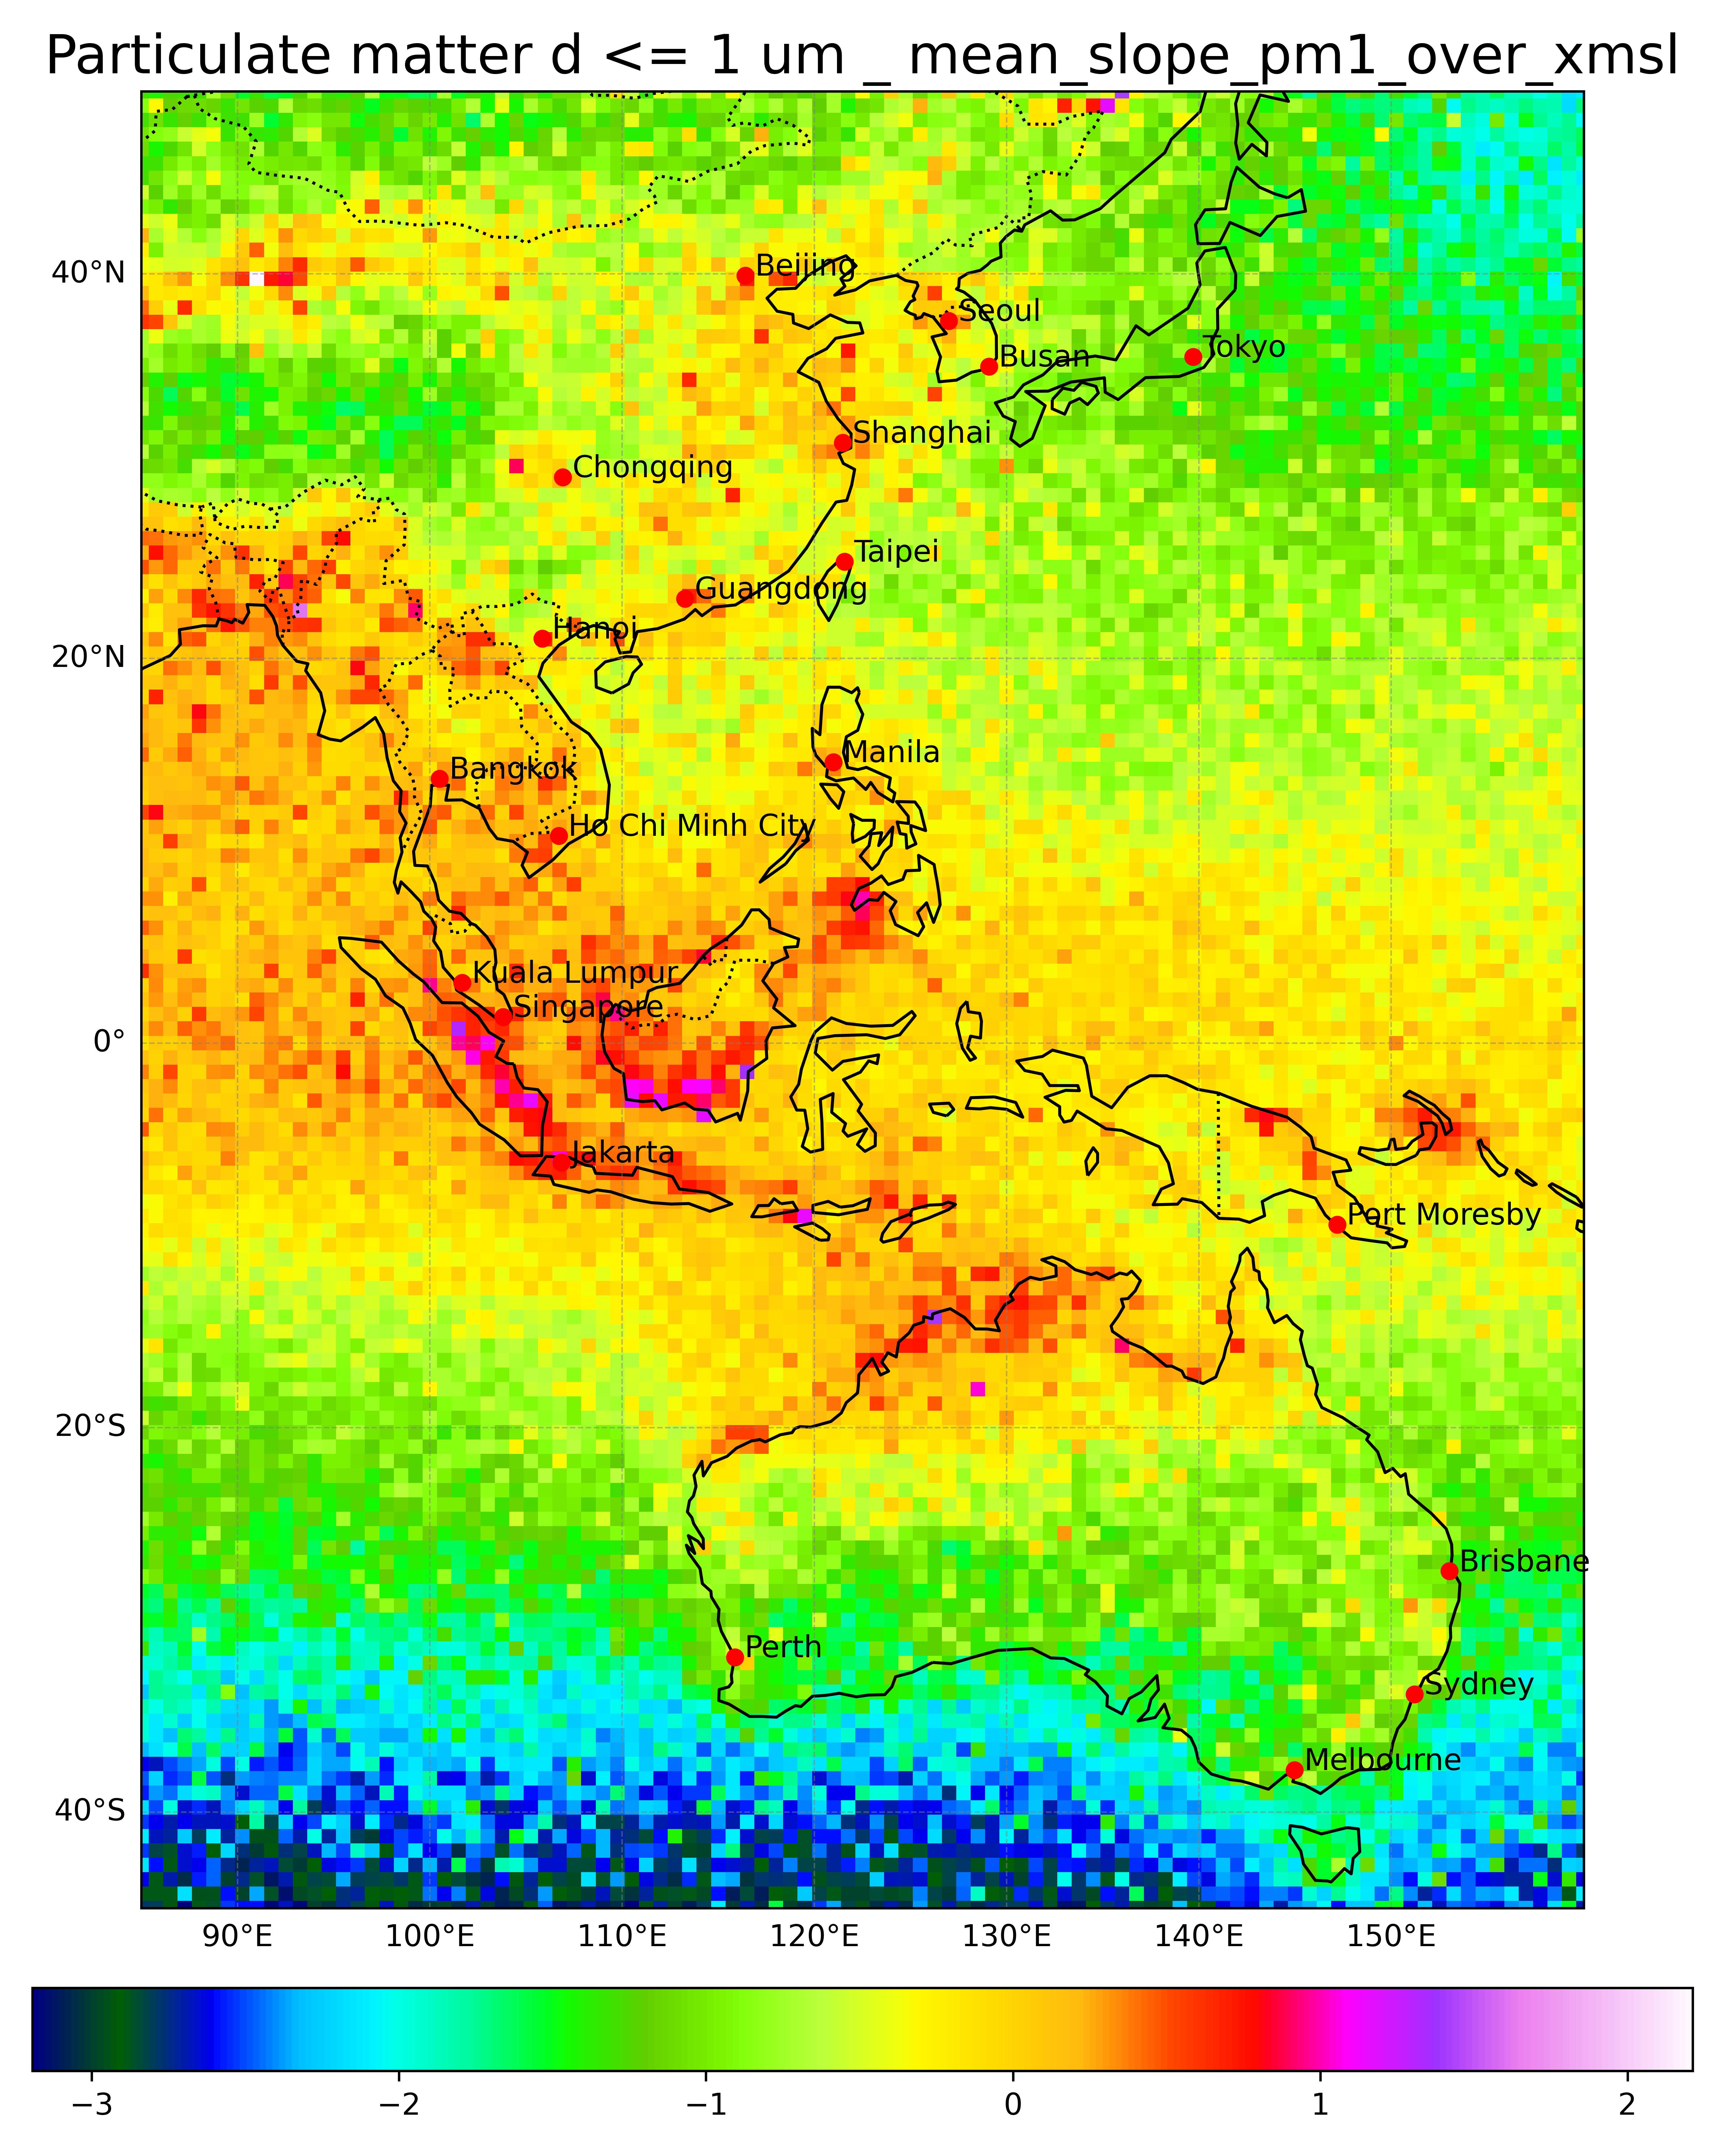 Particulate matter d <= 1 um _ mean_slope_pm1_over_xmsl
40°N
20°N
0°
20°S
40°S
Beijing
Seoul
Tokyo
Busan
Shanghai
Chongqing
Taipei
Guangdong
Hanoi
Manila
Bangkok
Ho Chi Minh City
Kuala Lumpur
Singapore
Jakarta
Port Moresby
Brisbane
Perth
Sydney
Melbourne
90°E 100°E 110°E 120°E 130°E 140°E 150°E
−3 −2 −1 0 1 2